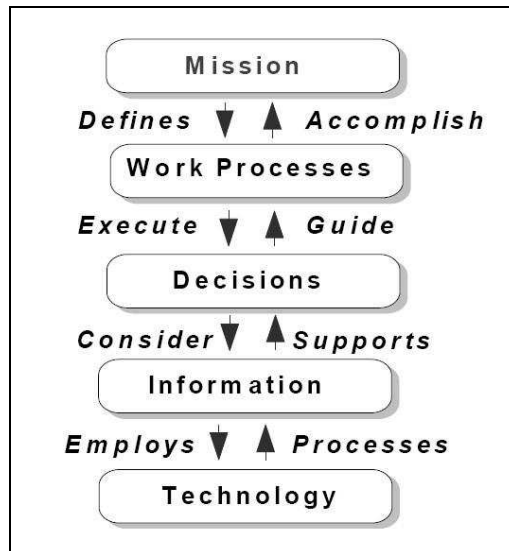 Mission
Defines Accomplish
Work Processes
Execute Guide
Decisions
Consider Supports
Information
Employs Processes
Technology